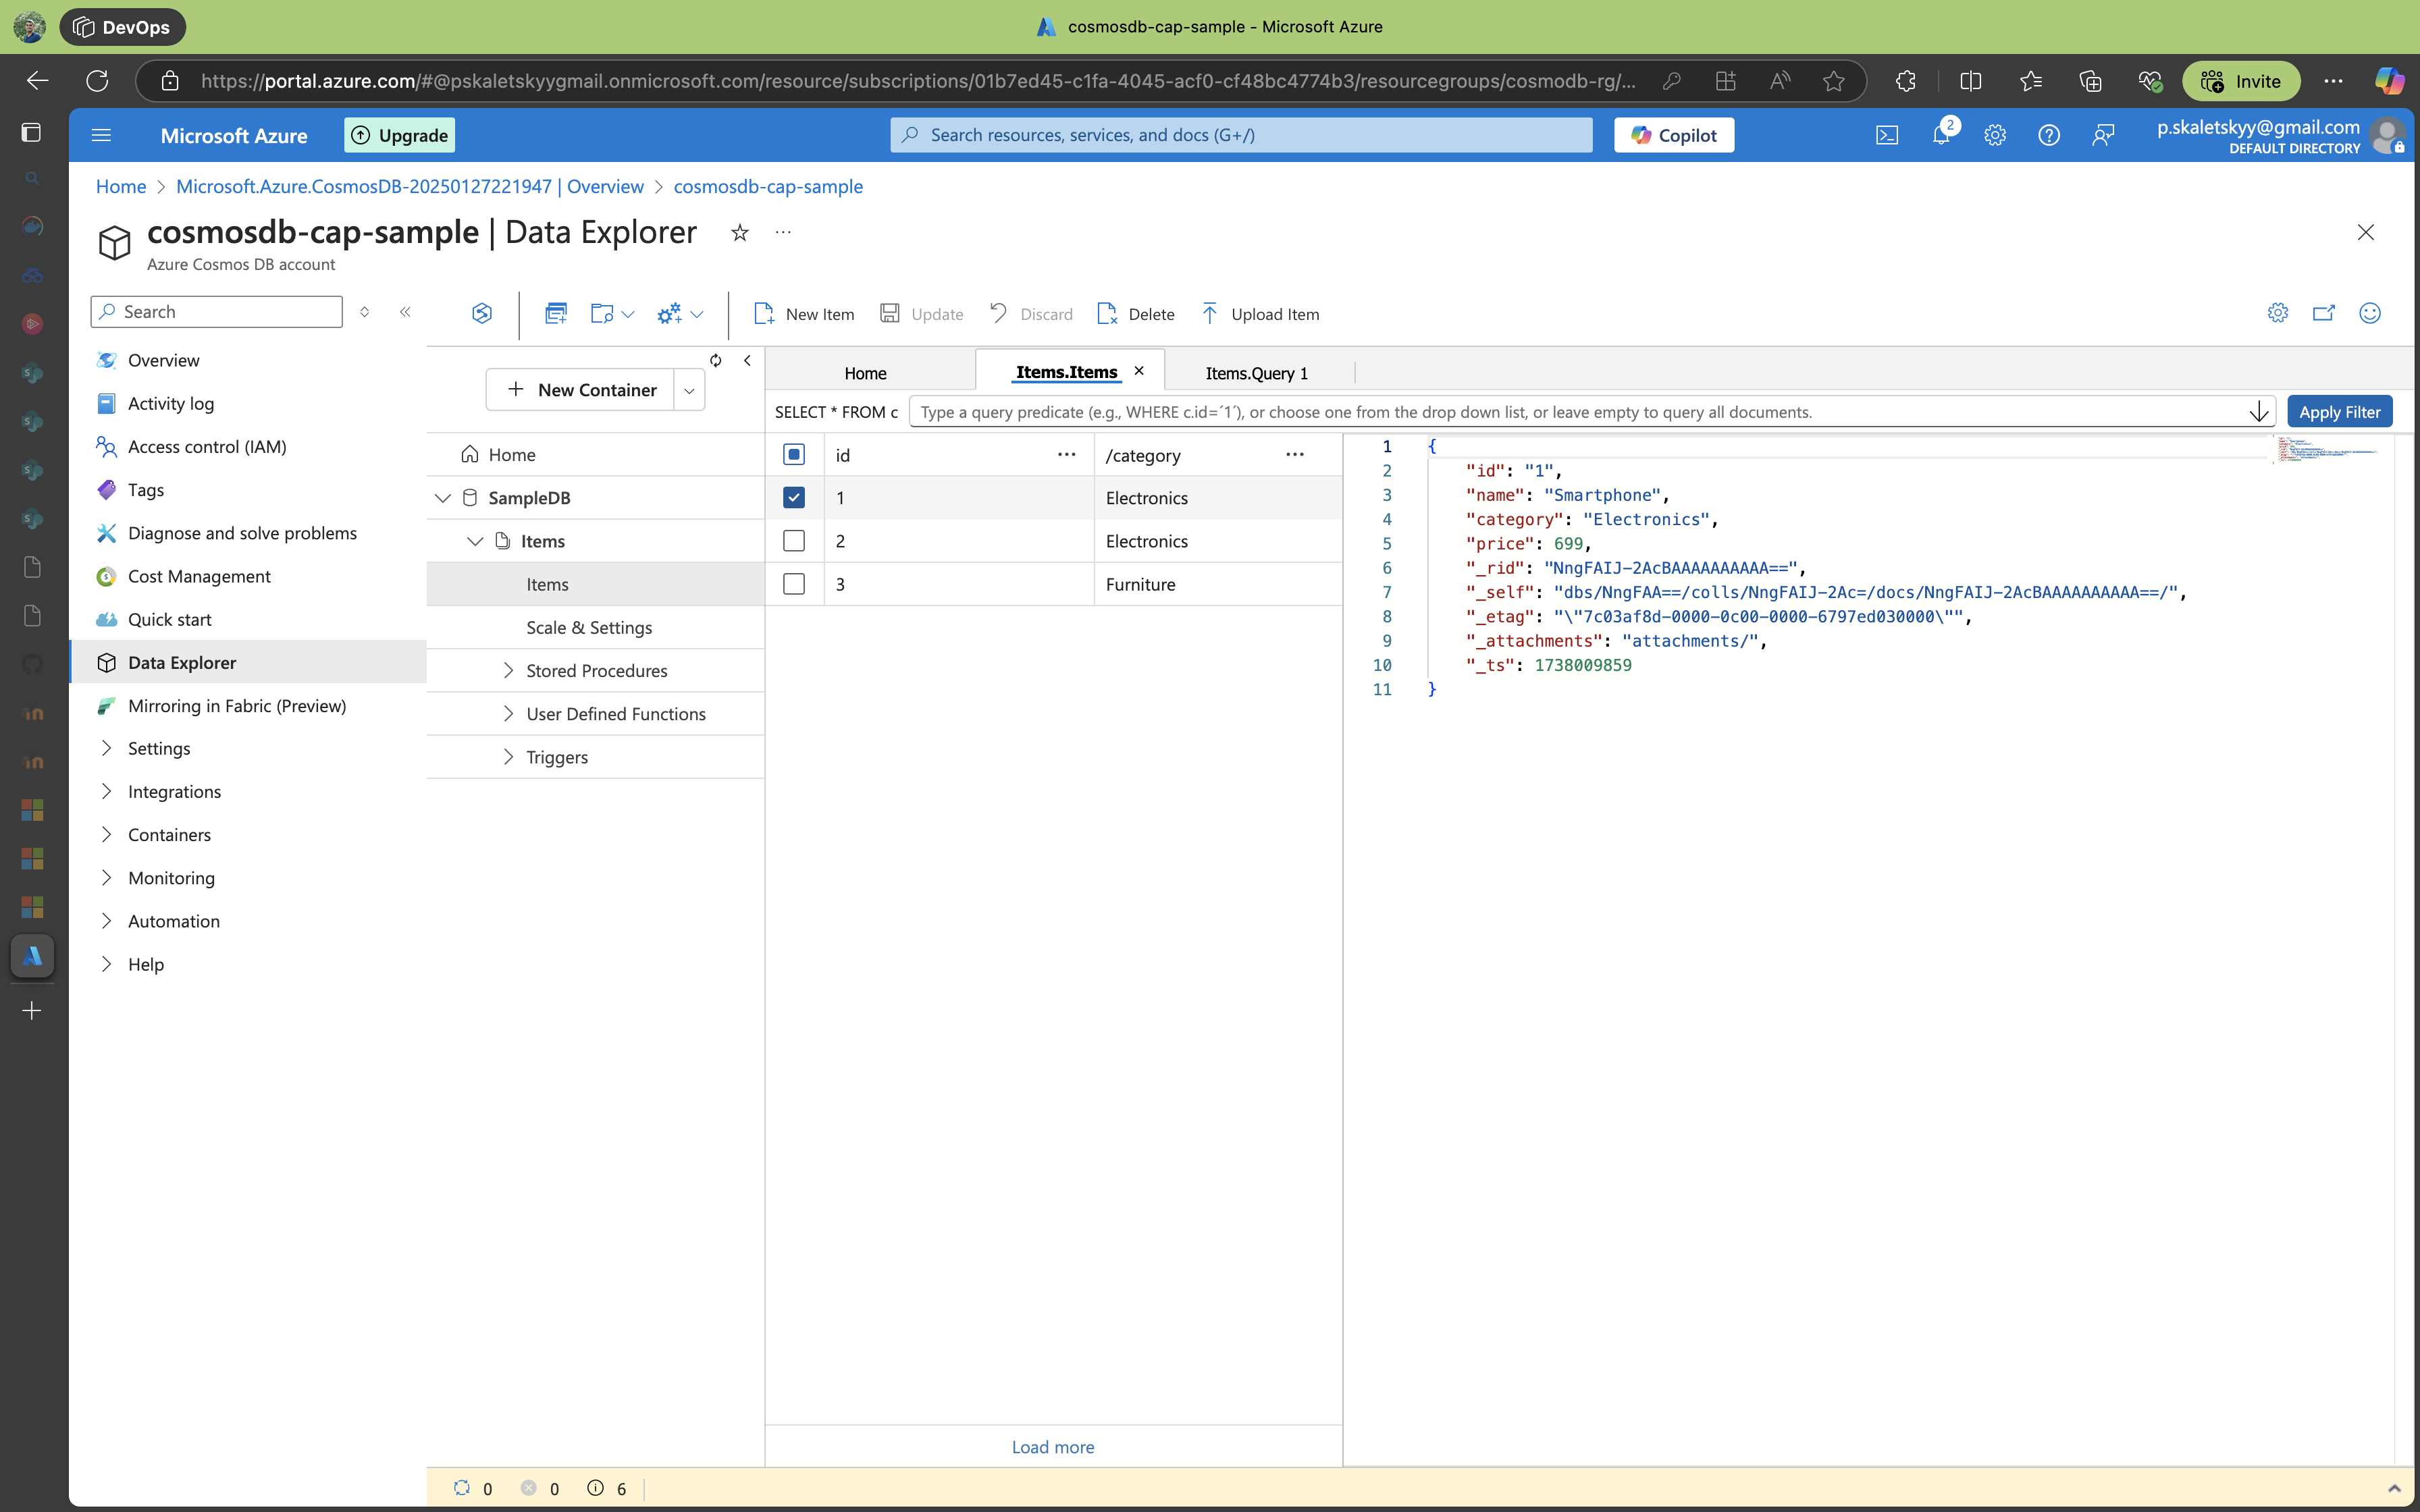 DevOps
cosmosdb-cap-sample - Microsoft Azure
https://portal.azure.com/#@pskaletskyygmail.onmicrosoft.com/resource/subscriptions/01b7ed45-c1fa-4045-acf0-cf48bc4774b3/resourcegroups/cosmodb-rg/...
Invite
Microsoft Azure
Upgrade
Search resources, services, and docs (G+/)
Copilot
2
p.skaletskyy@gmail.com
DEFAULT DIRECTORY
Home > Microsoft.Azure.CosmosDB-20250127221947 | Overview > cosmosdb-cap-sample
cosmosdb-cap-sample | Data Explorer
Azure Cosmos DB account
Search
New Item
Update
Discard
Delete
Upload Item
Overview
Activity log
Access control (IAM)
Tags
Diagnose and solve problems
Cost Management
Quick start
Data Explorer
Mirroring in Fabric (Preview)
Settings
Integrations
Containers
Monitoring
Automation
Help
New Container
Home
SampleDB
Items
Items
Scale & Settings
Stored Procedures
User Defined Functions
Triggers
Home
Items.Items
Items.Query 1
SELECT * FROM c
Type a query predicate (e.g., WHERE c.id=´1´), or choose one from the drop down list, or leave empty to query all documents.
Apply Filter
id /category
1 Electronics
2 Electronics
3 Furniture
Load more
1 {
2 "id": "1",
3 "name": "Smartphone",
4 "category": "Electronics",
5 "price": 699,
6 "_rid": "NngFAIJ-2AcBAAAAAAAAAA==",
7 "_self": "dbs/NngFAA==/colls/NngFAIJ-2Ac=/docs/NngFAIJ-2AcBAAAAAAAAAA==/",
8 "_etag": "\"7c03af8d-0000-0c00-0000-6797ed030000\"",
9 "_attachments": "attachments/",
10 "_ts": 1738009859
11 }
0 0 6